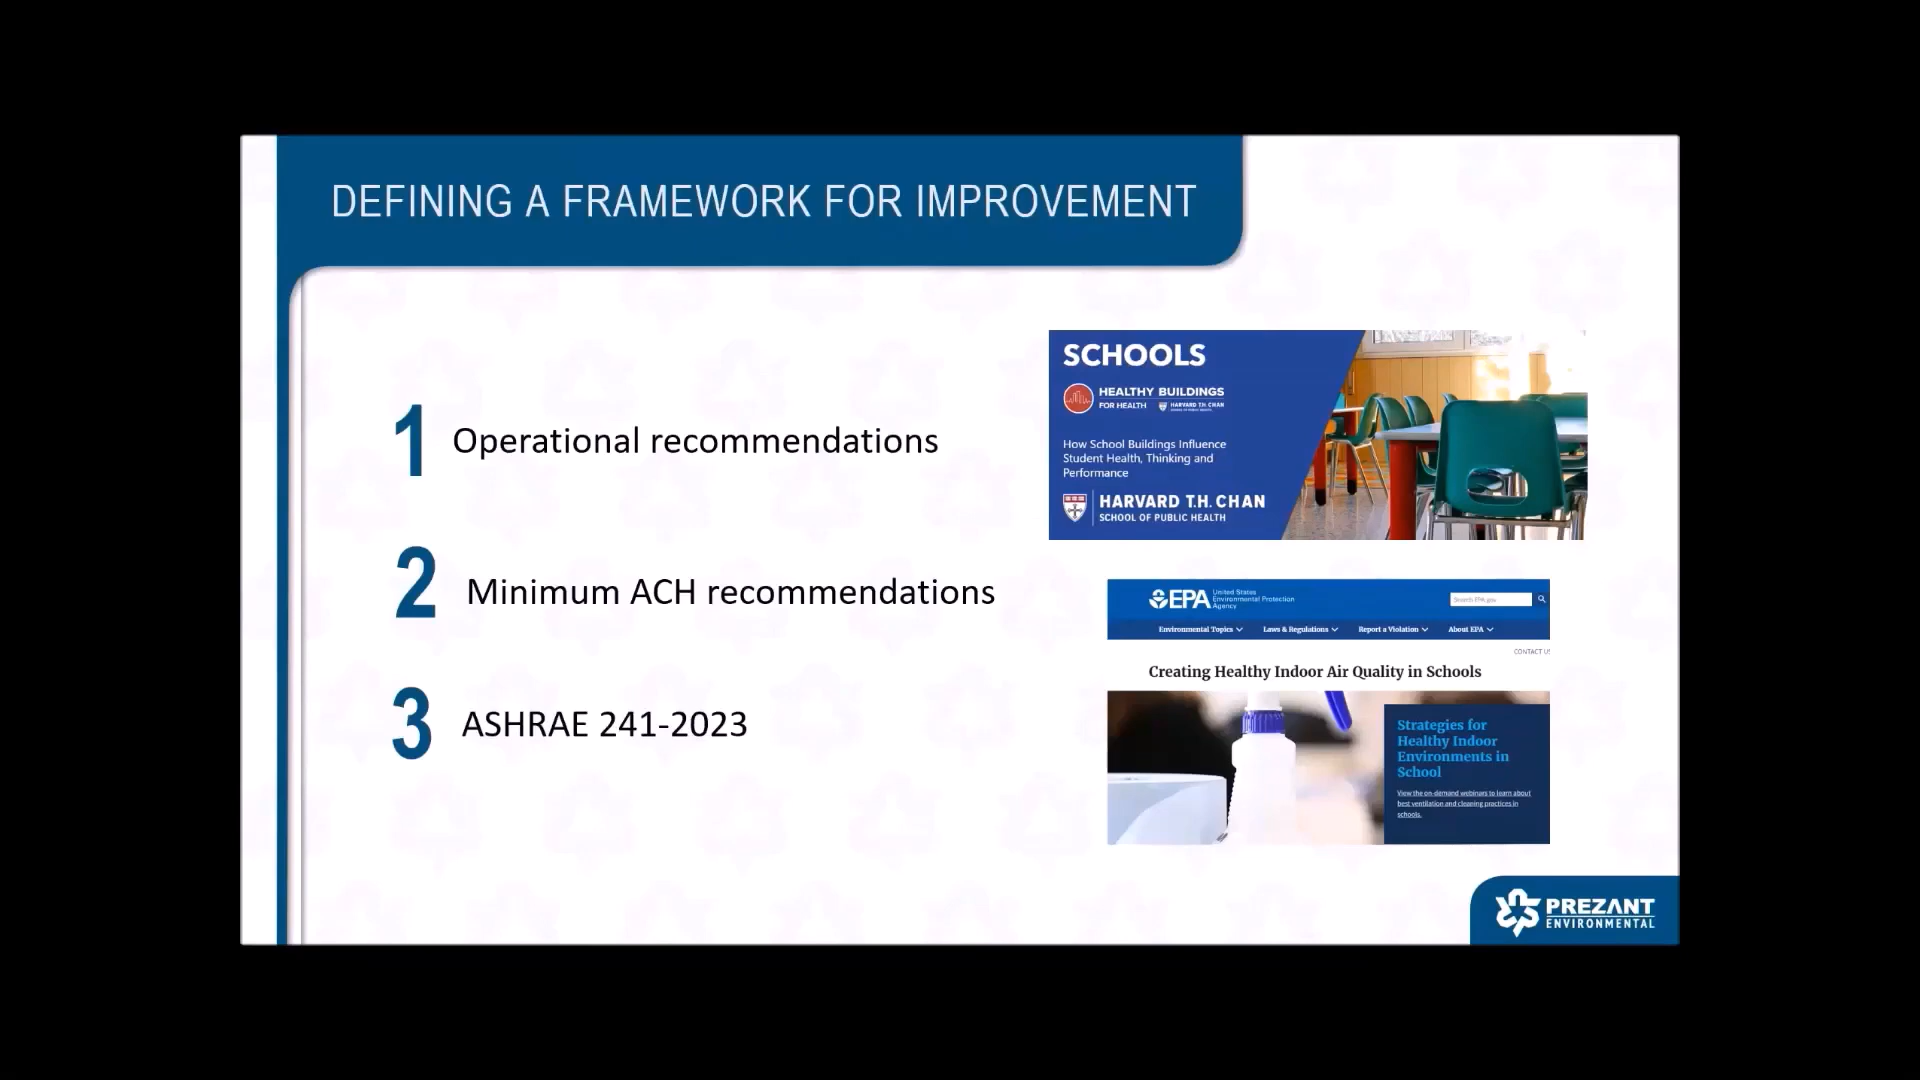 DEFINING A FRAMEWORK FOR IMPROVEMENT
1 Operational recommendations
2 Minimum ACH recommendations
3 ASHRAE 241-2023
SCHOOLS
HEALTHY BUILDINGS
FOR HEALTH
HARVARD T.H. CHAN
SCHOOL OF PUBLIC HEALTH
How School Buildings Influence
Student Health, Thinking and
Performance
HARVARD T.H. CHAN
SCHOOL OF PUBLIC HEALTH
EPA
United States
Environmental Protection
Agency
Search EPA.gov
Environmental Topics
Laws & Regulations
Report a Violation
About EPA
CONTACT US
Creating Healthy Indoor Air Quality in Schools
Strategies for
Healthy Indoor
Environments in
School
View the on-demand webinars to learn about
best ventilation and cleaning practices in
schools.
PREZANT
ENVIRONMENTAL